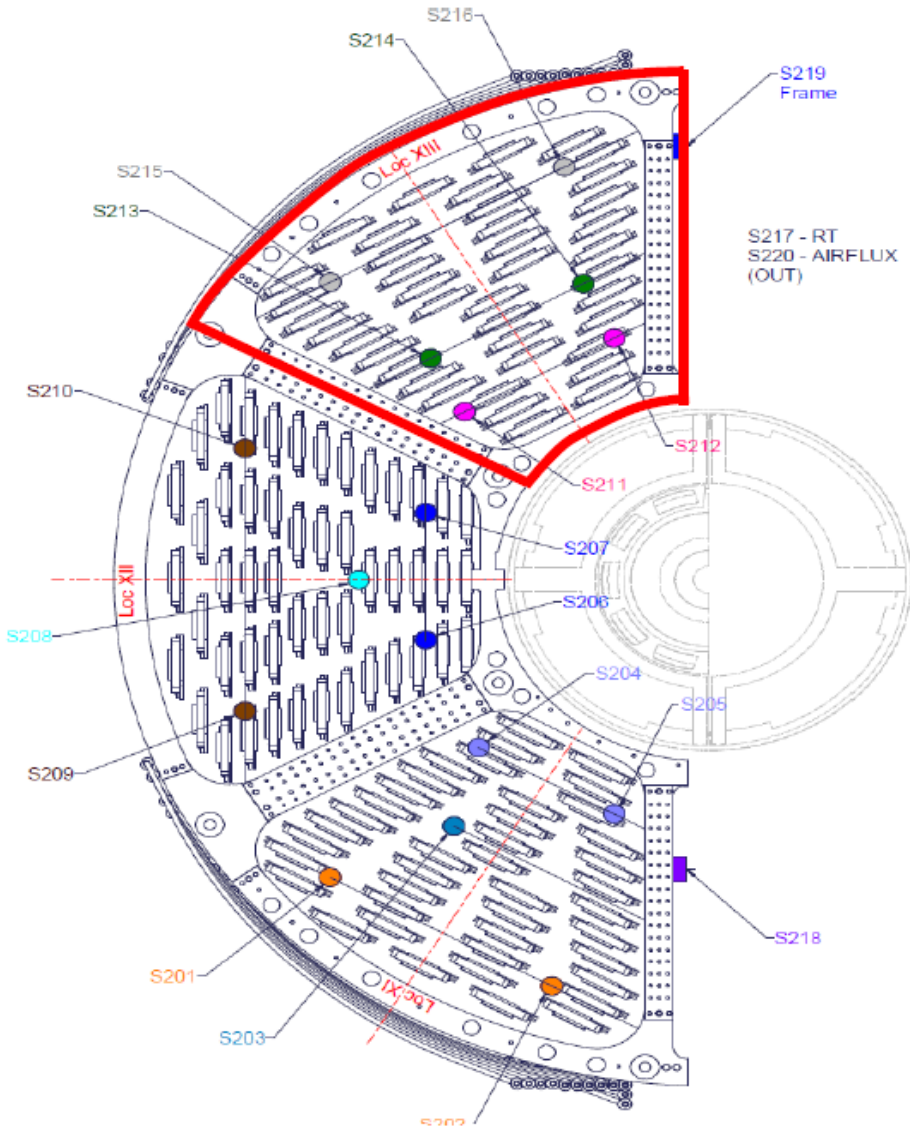 S216
S214
S219
Frame
Loc XIII
S215
S213
S217 - RT
S220 - AIRFLUX
(OUT)
S210
S212
S211
S207
Loc XII
S206
S208
S204
S205
S209
S218
S201
Loc XI
S203
S202